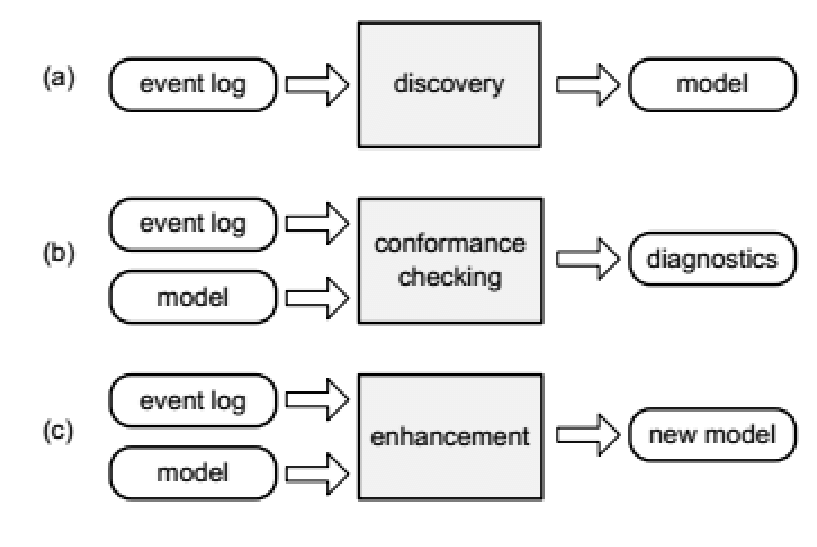 (a)
event log
discovery
model
(b)
event log
model
conformance
checking
diagnostics
(c)
event log
model
enhancement
new model